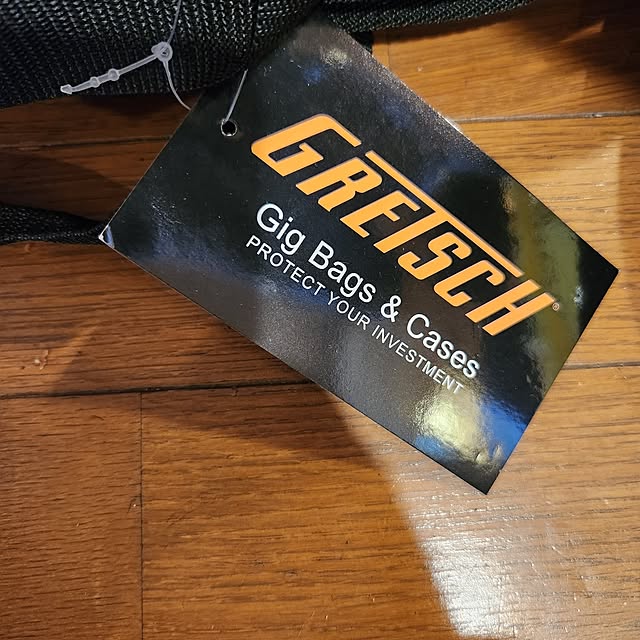 GRETSCH®
Gig Bags & Cases
PROTECT YOUR INVESTMENT